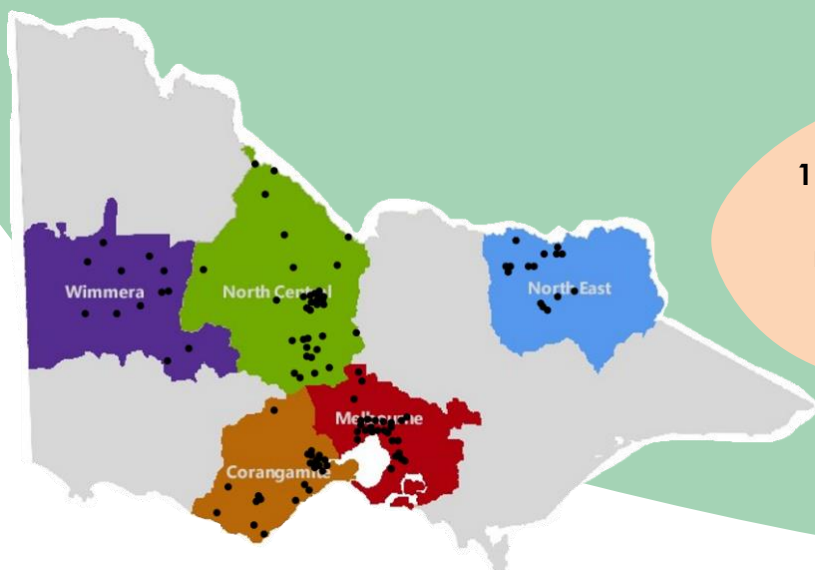 1
Wimmera
North Central
North East
Melbourne
Corangamite